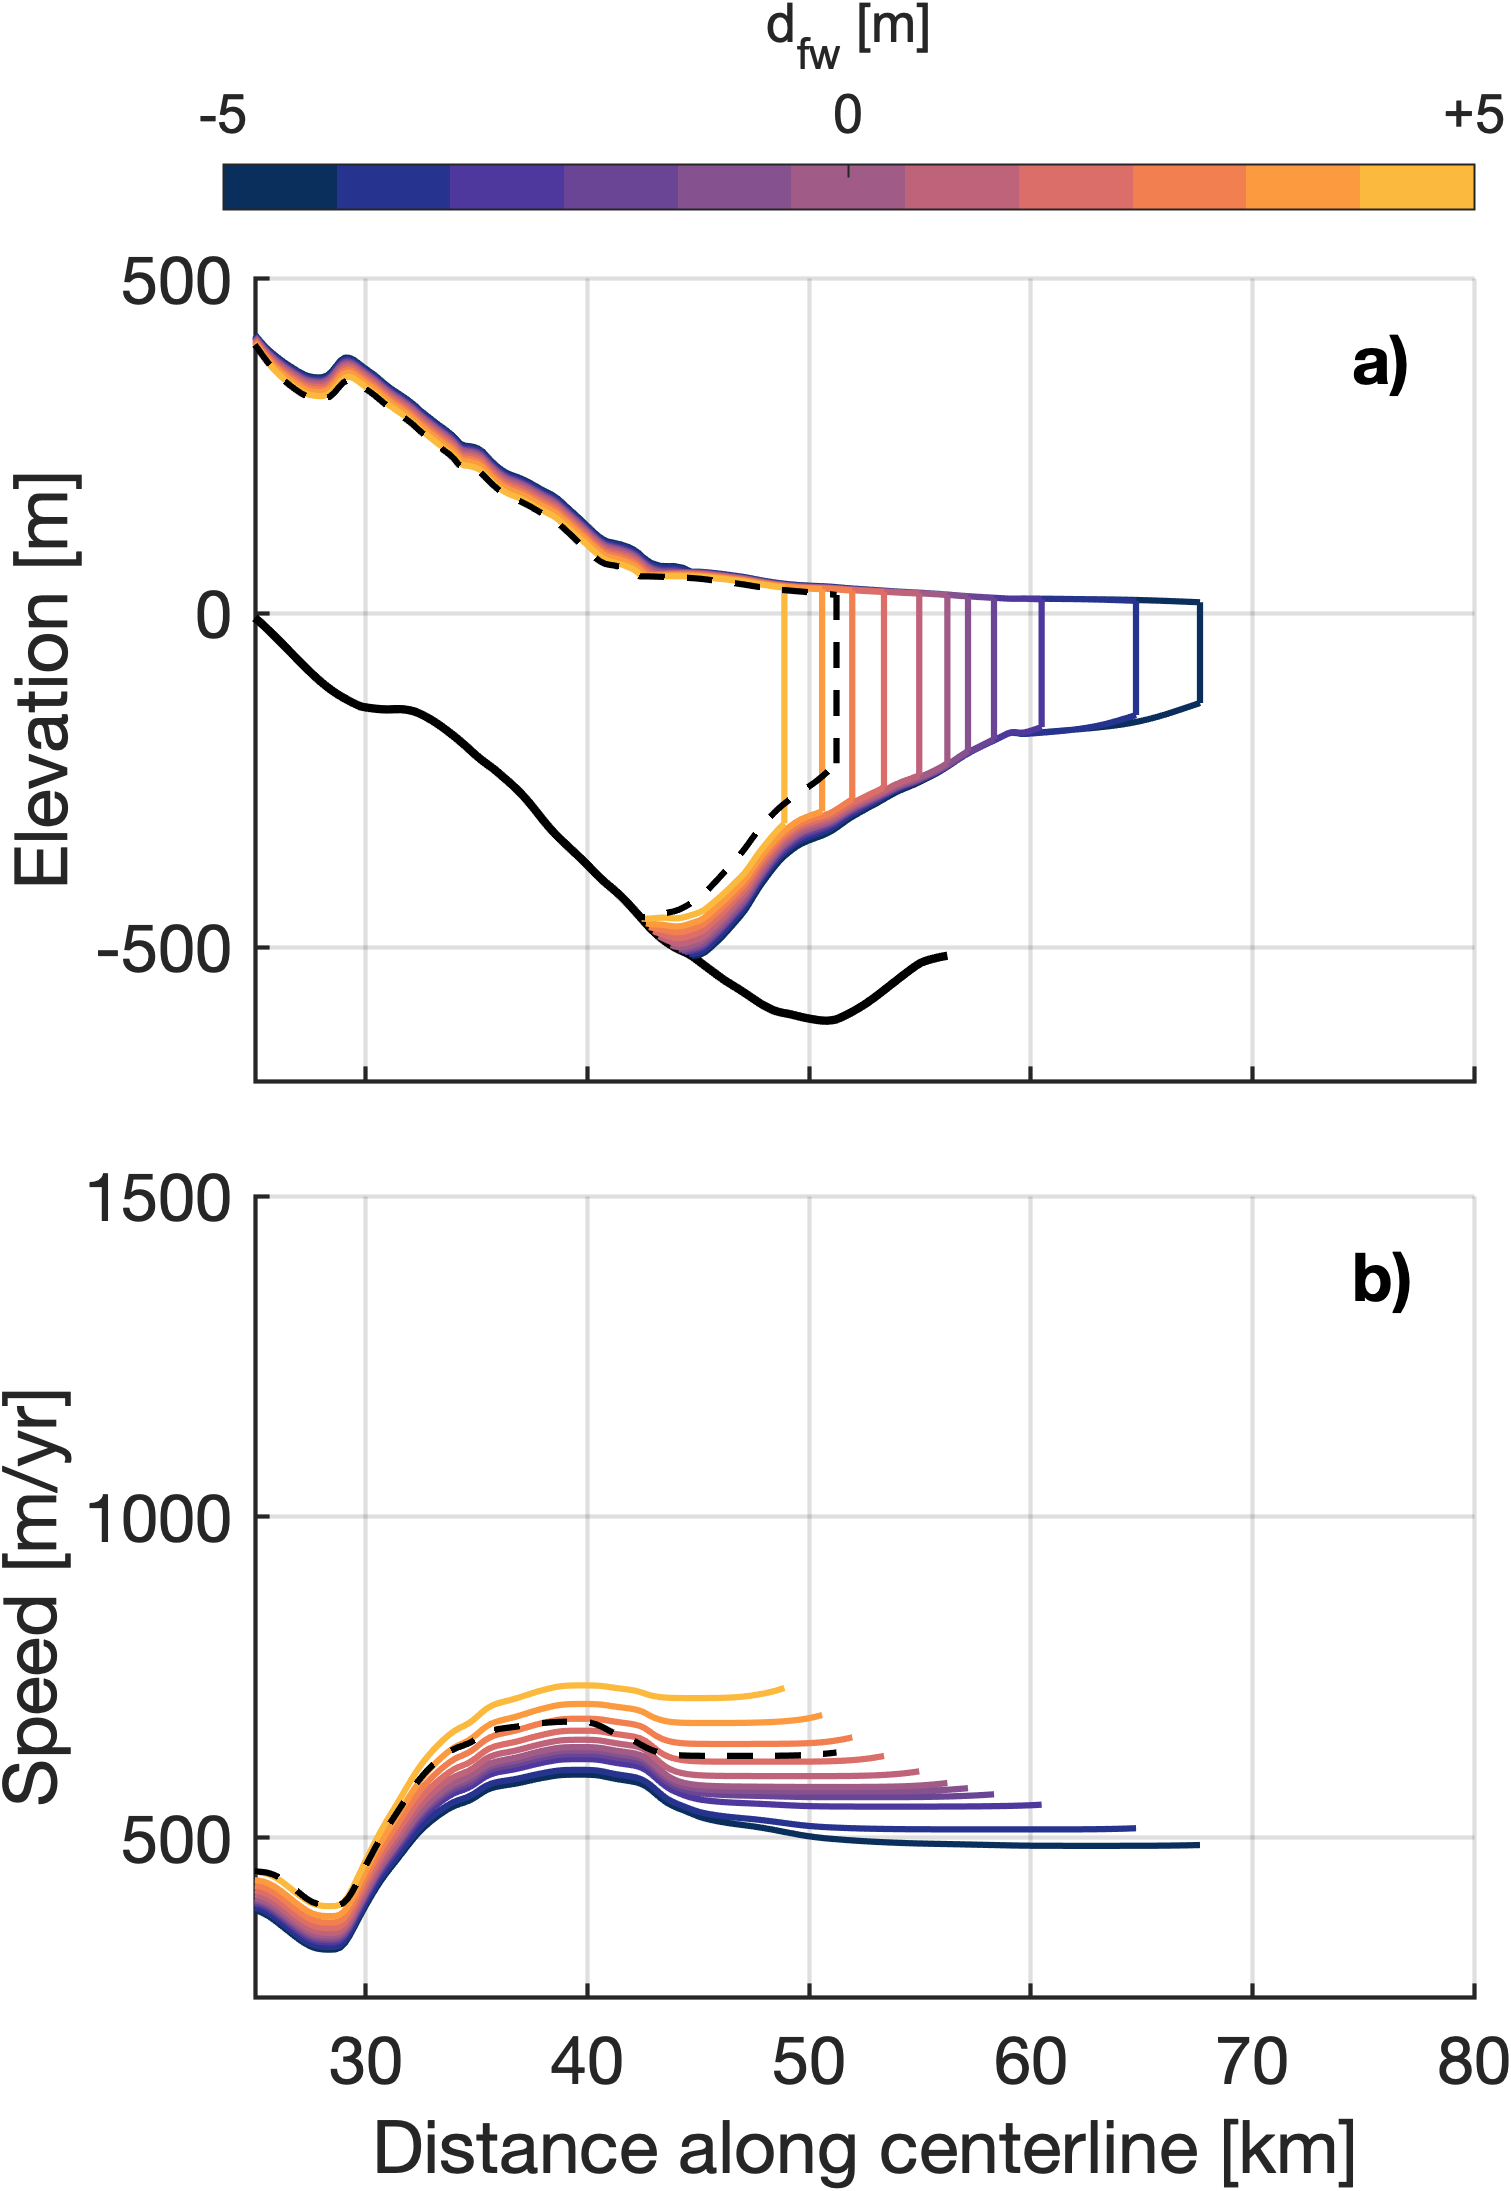 d_fw [m]
-5 0 +5
500
a)
0
-500
Elevation [m]
1500
b)
1000
500
Speed [m/yr]
30 40 50 60 70 80
Distance along centerline [km]